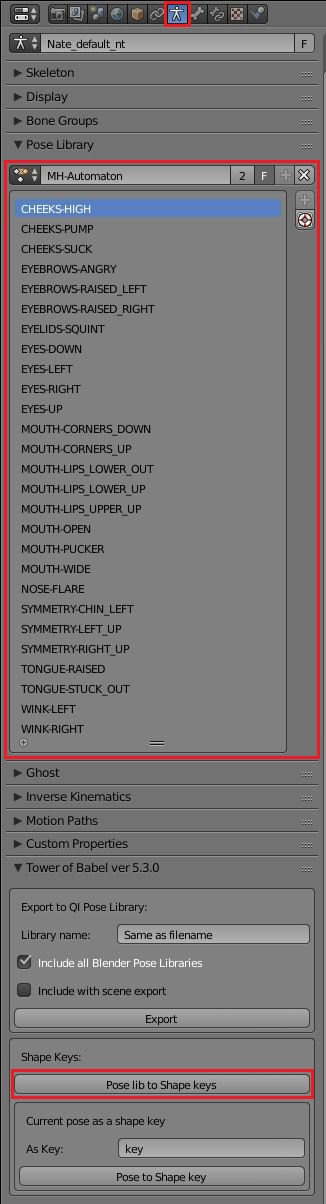 Nate_default_nt
F
Skeleton
Display
Bone Groups
Pose Library
MH-Automaton 2 F
CHEEKS-HIGH
CHEEKS-PUMP
CHEEKS-SUCK
EYEBROWS-ANGRY
EYEBROWS-RAISED_LEFT
EYEBROWS-RAISED_RIGHT
EYELIDS-SQUINT
EYES-DOWN
EYES-LEFT
EYES-RIGHT
EYES-UP
MOUTH-CORNERS_DOWN
MOUTH-CORNERS_UP
MOUTH-LIPS_LOWER_OUT
MOUTH-LIPS_LOWER_UP
MOUTH-LIPS_UPPER_UP
MOUTH-OPEN
MOUTH-PUCKER
MOUTH-WIDE
NOSE-FLARE
SYMMETRY-CHIN_LEFT
SYMMETRY-LEFT_UP
SYMMETRY-RIGHT_UP
TONGUE-RAISED
TONGUE-STUCK_OUT
WINK-LEFT
WINK-RIGHT
Ghost
Inverse Kinematics
Motion Paths
Custom Properties
Tower of Babel ver 5.3.0
Export to QI Pose Library:
Library name: Same as filename
Include all Blender Pose Libraries
Include with scene export
Export
Shape Keys:
Pose lib to Shape keys
Current pose as a shape key
As Key: key
Pose to Shape key